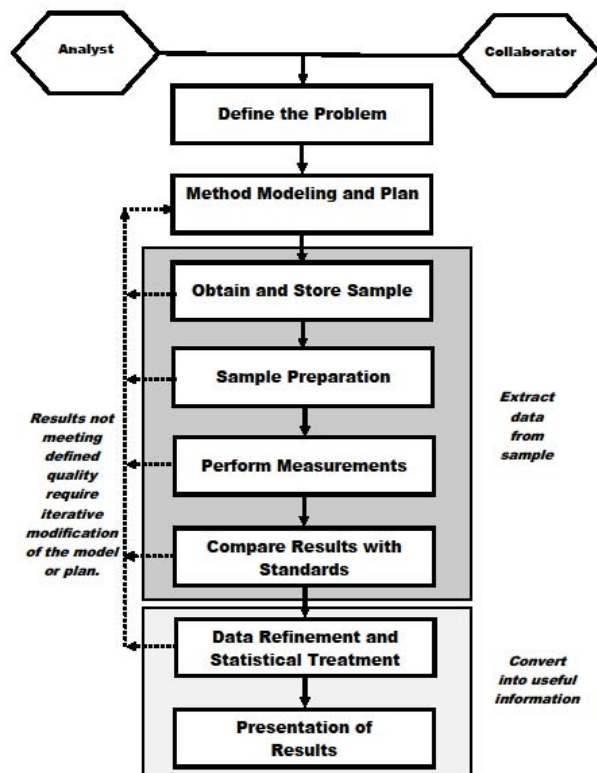 Analyst
Collaborator
Define the Problem
Method Modeling and Plan
Obtain and Store Sample
Sample Preparation
Perform Measurements
Compare Results with
Standards
Data Refinement and
Statistical Treatment
Presentation of
Results
Results not
meeting
defined
quality
require
iterative
modification
of the model
or plan.
Extract
data
from
sample
Convert
into useful
information